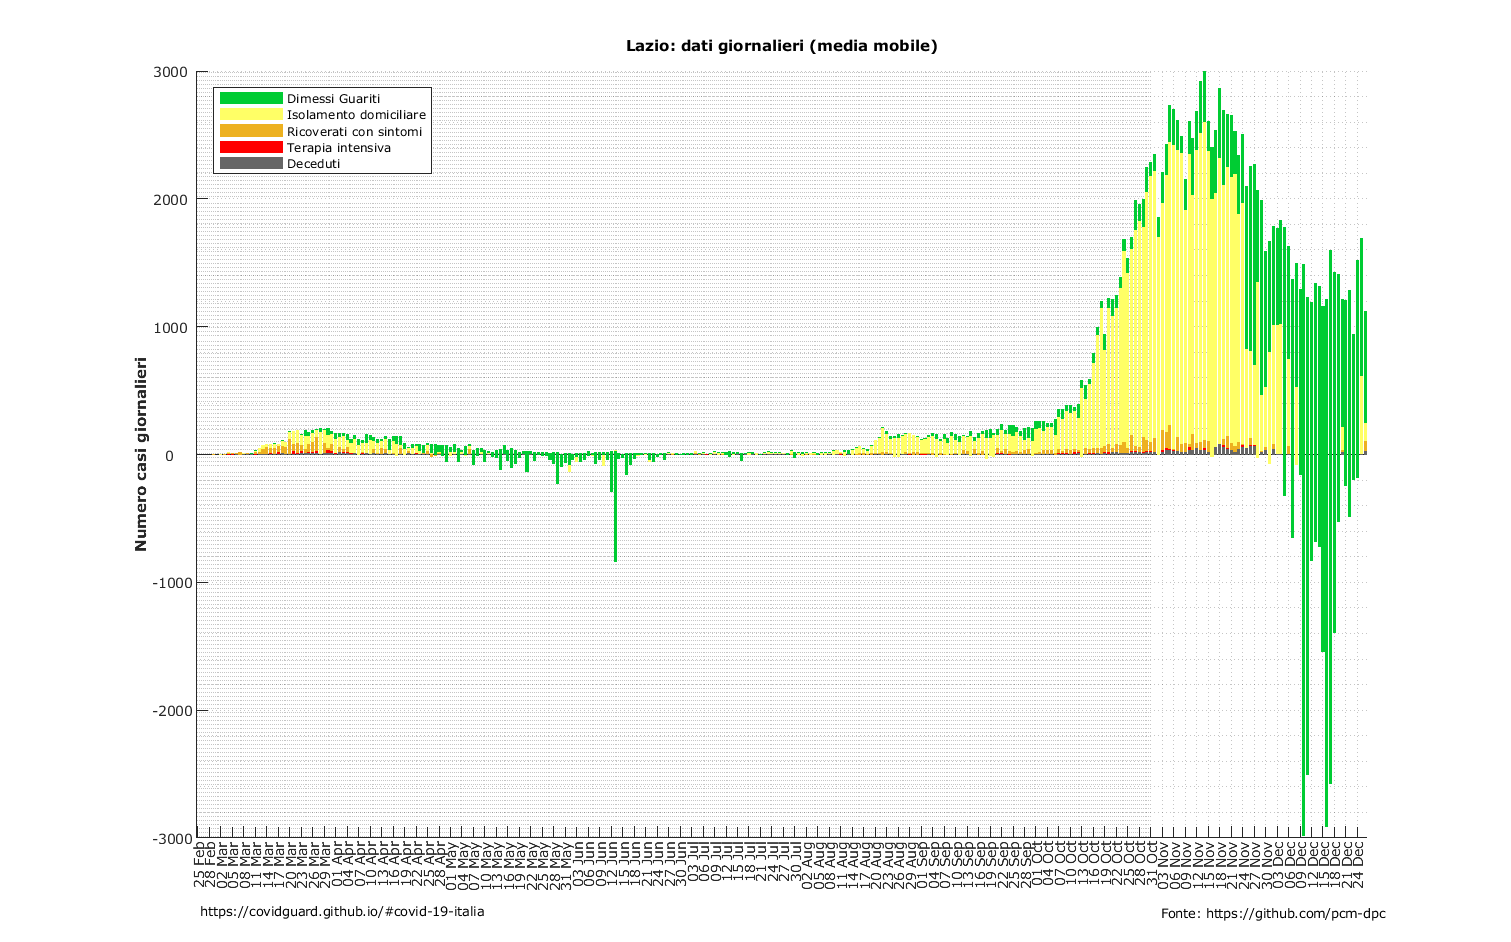 Lazio: dati giornalieri (media mobile)
Dimessi Guariti
Isolamento domiciliare
Ricoverati con sintomi
Terapia intensiva
Deceduti
Numero casi giornalieri
3000
2000
1000
0
-1000
-2000
-3000
25 Feb
28 Feb
02 Mar
05 Mar
08 Mar
11 Mar
14 Mar
17 Mar
20 Mar
23 Mar
26 Mar
29 Mar
01 Apr
04 Apr
07 Apr
10 Apr
13 Apr
16 Apr
19 Apr
22 Apr
25 Apr
28 Apr
01 May
04 May
07 May
10 May
13 May
16 May
19 May
22 May
25 May
28 May
31 May
03 Jun
06 Jun
09 Jun
12 Jun
15 Jun
18 Jun
21 Jun
24 Jun
27 Jun
30 Jun
03 Jul
06 Jul
09 Jul
12 Jul
15 Jul
18 Jul
21 Jul
24 Jul
27 Jul
30 Jul
02 Aug
05 Aug
08 Aug
11 Aug
14 Aug
17 Aug
20 Aug
23 Aug
26 Aug
29 Aug
01 Sep
04 Sep
07 Sep
10 Sep
13 Sep
16 Sep
19 Sep
22 Sep
25 Sep
28 Sep
01 Oct
04 Oct
07 Oct
10 Oct
13 Oct
16 Oct
19 Oct
22 Oct
25 Oct
28 Oct
31 Oct
03 Nov
06 Nov
09 Nov
12 Nov
15 Nov
18 Nov
21 Nov
24 Nov
27 Nov
30 Nov
03 Dec
06 Dec
09 Dec
12 Dec
15 Dec
18 Dec
21 Dec
24 Dec
https://covidguard.github.io/#covid-19-italia
Fonte: https://github.com/pcm-dpc